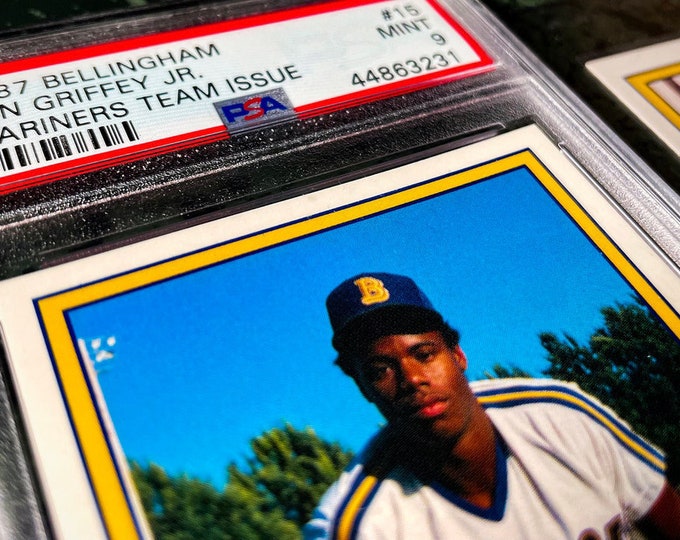 87 BELLINGHAM #15
N GRIFFEY JR. MINT 9
ARINERS TEAM ISSUE 44863231
PSA
B